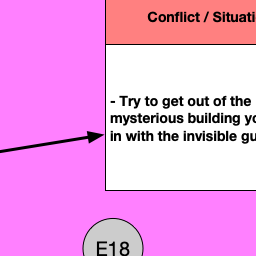 Conflict / Situati
- Try to get out of the
mysterious building yo
in with the invisible gu
E18